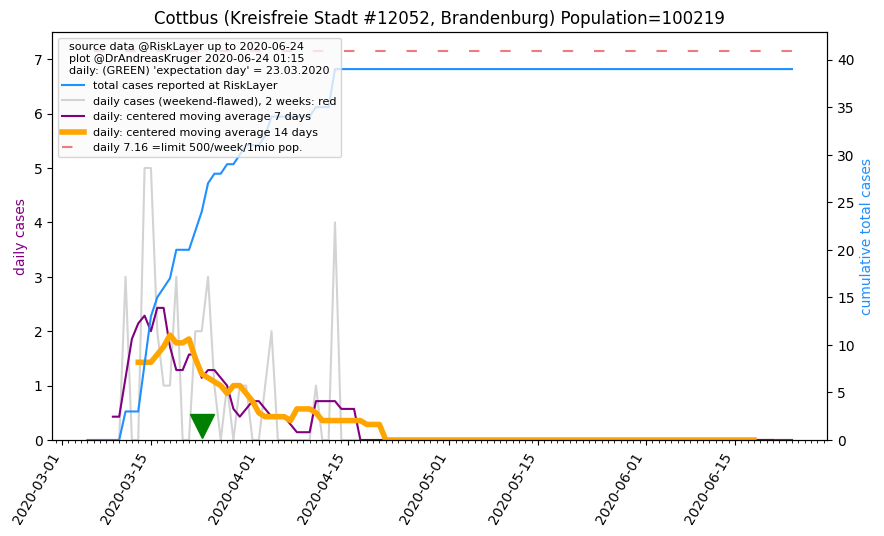 Cottbus (Kreisfreie Stadt #12052, Brandenburg) Population=100219
source data @RiskLayer up to 2020-06-24
plot @DrAndreasKruger 2020-06-24 01:15
daily: (GREEN) 'expectation day' = 23.03.2020
total cases reported at RiskLayer
daily cases (weekend-flawed), 2 weeks: red
daily: centered moving average 7 days
daily: centered moving average 14 days
daily 7.16 =limit 500/week/1mio pop.
daily cases
7
6
5
4
3
2
1
0
40
35
30
25
20
15
10
5
0
cumulative total cases
2020-03-01
2020-03-15
2020-04-01
2020-04-15
2020-05-01
2020-05-15
2020-06-01
2020-06-15